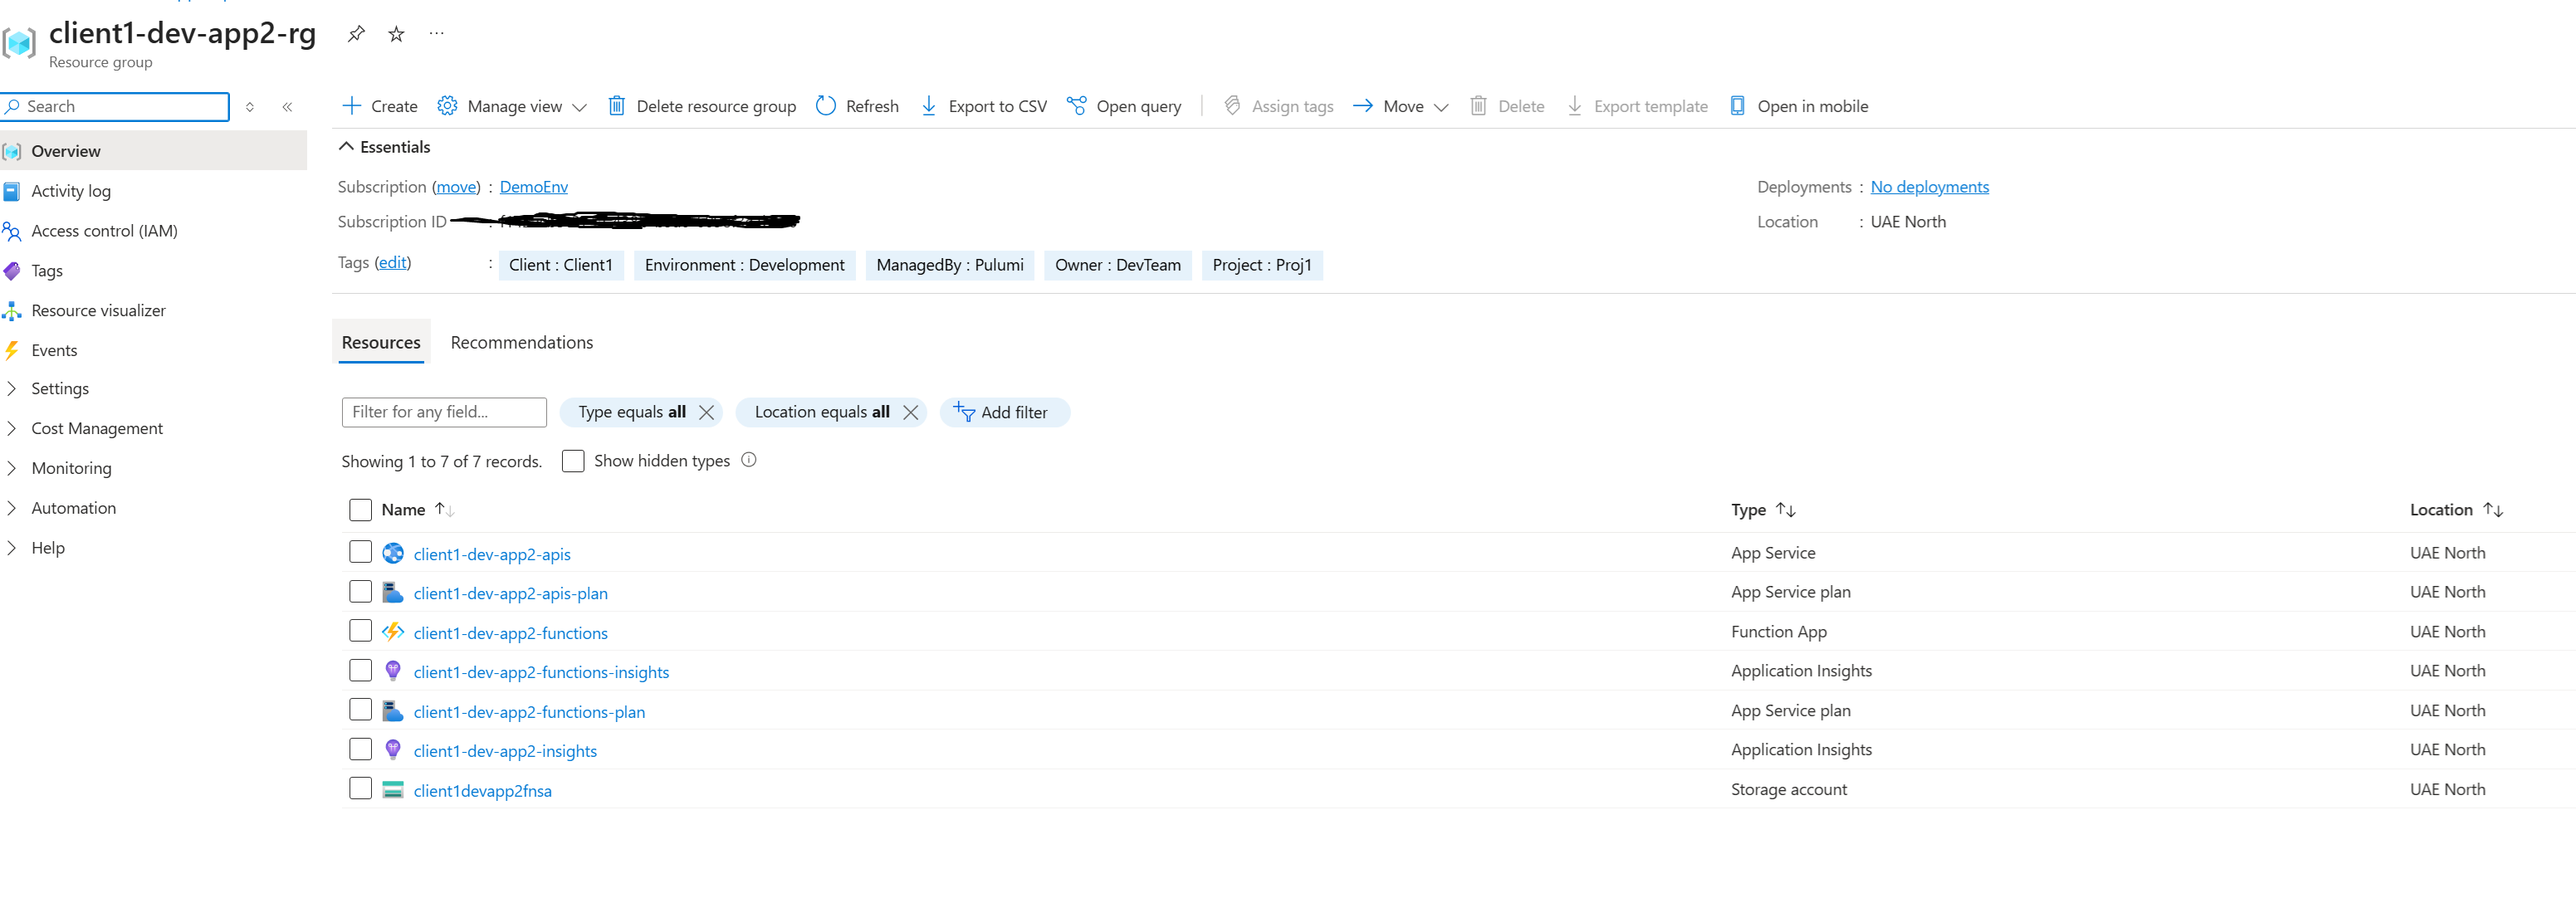 client1-dev-app2-rg
Resource group
Search
Create Manage view Delete resource group Refresh Export to CSV Open query Assign tags Move Delete Export template Open in mobile
Overview
Activity log
Access control (IAM)
Tags
Resource visualizer
Events
Settings
Cost Management
Monitoring
Automation
Help
Essentials
Subscription (move) : DemoEnv
Deployments : No deployments
Subscription ID :
Location : UAE North
Tags (edit) : Client : Client1 Environment : Development ManagedBy : Pulumi Owner : DevTeam Project : Proj1
Resources Recommendations
Filter for any field... Type equals all Location equals all Add filter
Showing 1 to 7 of 7 records. Show hidden types
Name Type Location
client1-dev-app2-apis App Service UAE North
client1-dev-app2-apis-plan App Service plan UAE North
client1-dev-app2-functions Function App UAE North
client1-dev-app2-functions-insights Application Insights UAE North
client1-dev-app2-functions-plan App Service plan UAE North
client1-dev-app2-insights Application Insights UAE North
client1devapp2fnsa Storage account UAE North